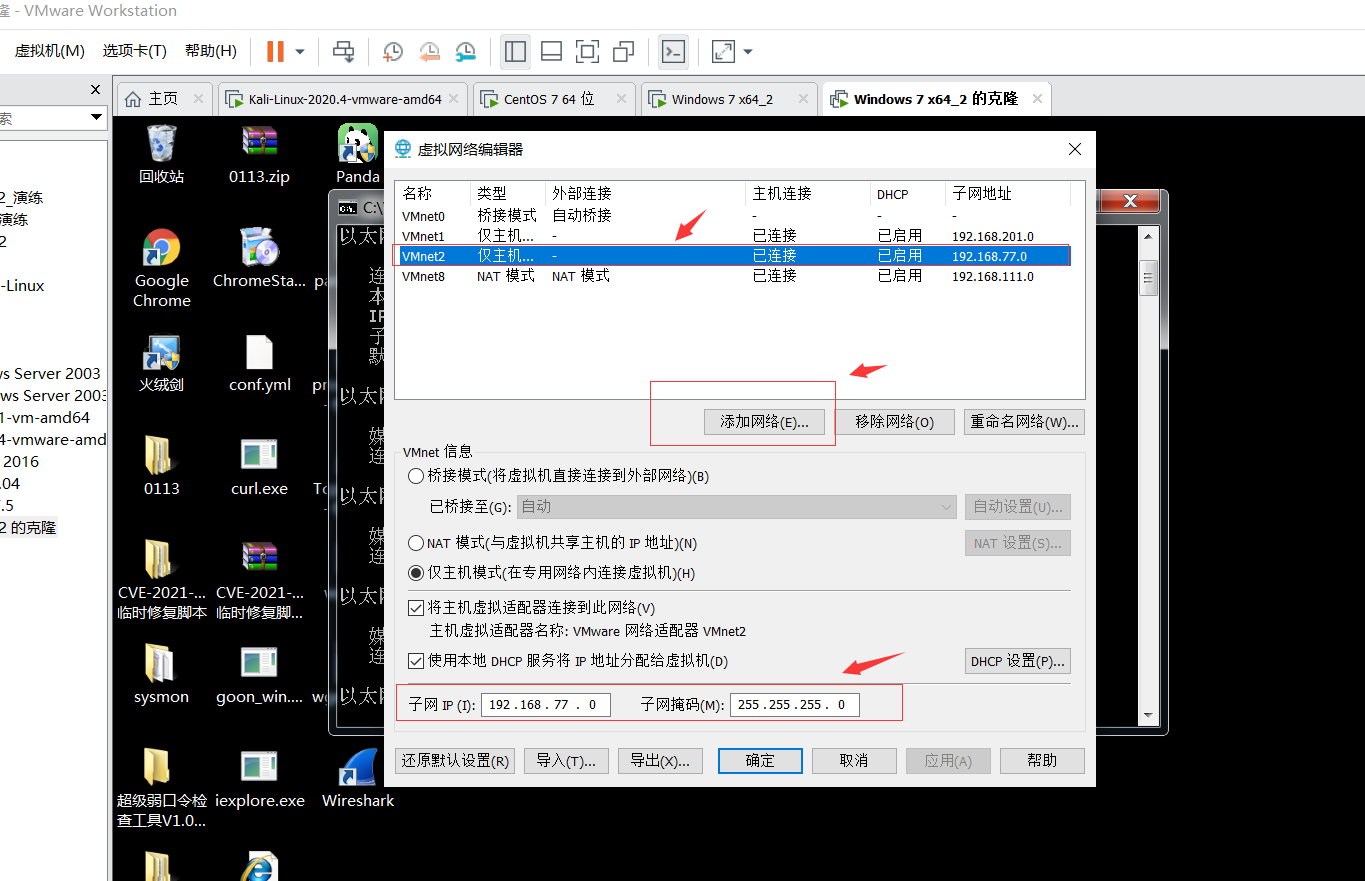 隆 - VMware Workstation
虚拟机(M) 选项卡(T) 帮助(H)
主页 Kali-Linux-2020.4-vmware-amd64 CentOS 7 64 位 Windows 7 x64_2 Windows 7 x64_2 的克隆
索
2_演练
演练
2
-Linux
vs Server 2003
ws Server 2003
1-vm-amd64
4-vmware-amd
2016
.04
7.5
2 的克隆
回收站 0113.zip Panda
Google Chrome ChromeSta... pa
火绒剑 conf.yml pr
0113 curl.exe To
CVE-2021-... CVE-2021-...
临时修复脚本 临时修复脚...
sysmon goon_win.... wg
超级弱口令检 iexplore.exe Wireshark
查工具V1.0...
C:\
以太
连
本
IP
子
默
以太
媒
连
以太
媒
连
以太
媒
连
以太
虚拟网络编辑器
名称 类型 外部连接 主机连接 DHCP 子网地址
VMnet0 桥接模式 自动桥接 - - -
VMnet1 仅主机... - 已连接 已启用 192.168.201.0
VMnet2 仅主机... - 已连接 已启用 192.168.77.0
VMnet8 NAT 模式 NAT 模式 已连接 已启用 192.168.111.0
添加网络(E)... 移除网络(O) 重命名网络(W)...
VMnet 信息
桥接模式(将虚拟机直接连接到外部网络)(B)
已桥接至(G): 自动 自动设置(U)...
NAT 模式(与虚拟机共享主机的 IP 地址)(N) NAT 设置(S)...
仅主机模式(在专用网络内连接虚拟机)(H)
将主机虚拟适配器连接到此网络(V)
主机虚拟适配器名称: VMware 网络适配器 VMnet2
使用本地 DHCP 服务将 IP 地址分配给虚拟机(D) DHCP 设置(P)...
子网 IP (I): 192 . 168 . 77 . 0 子网掩码(M): 255 . 255 . 255 . 0
还原默认设置(R) 导入(T)... 导出(X)... 确定 取消 应用(A) 帮助